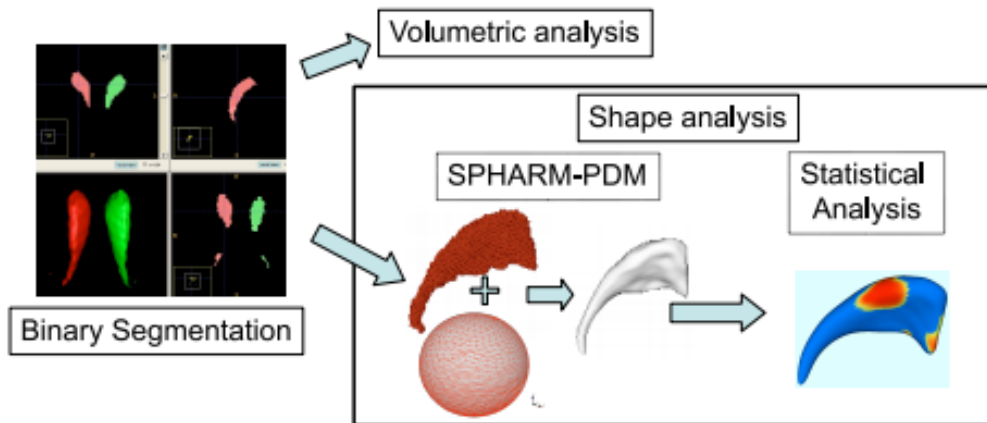 Volumetric analysis
Shape analysis
SPHARM-PDM
Statistical
Analysis
Binary Segmentation